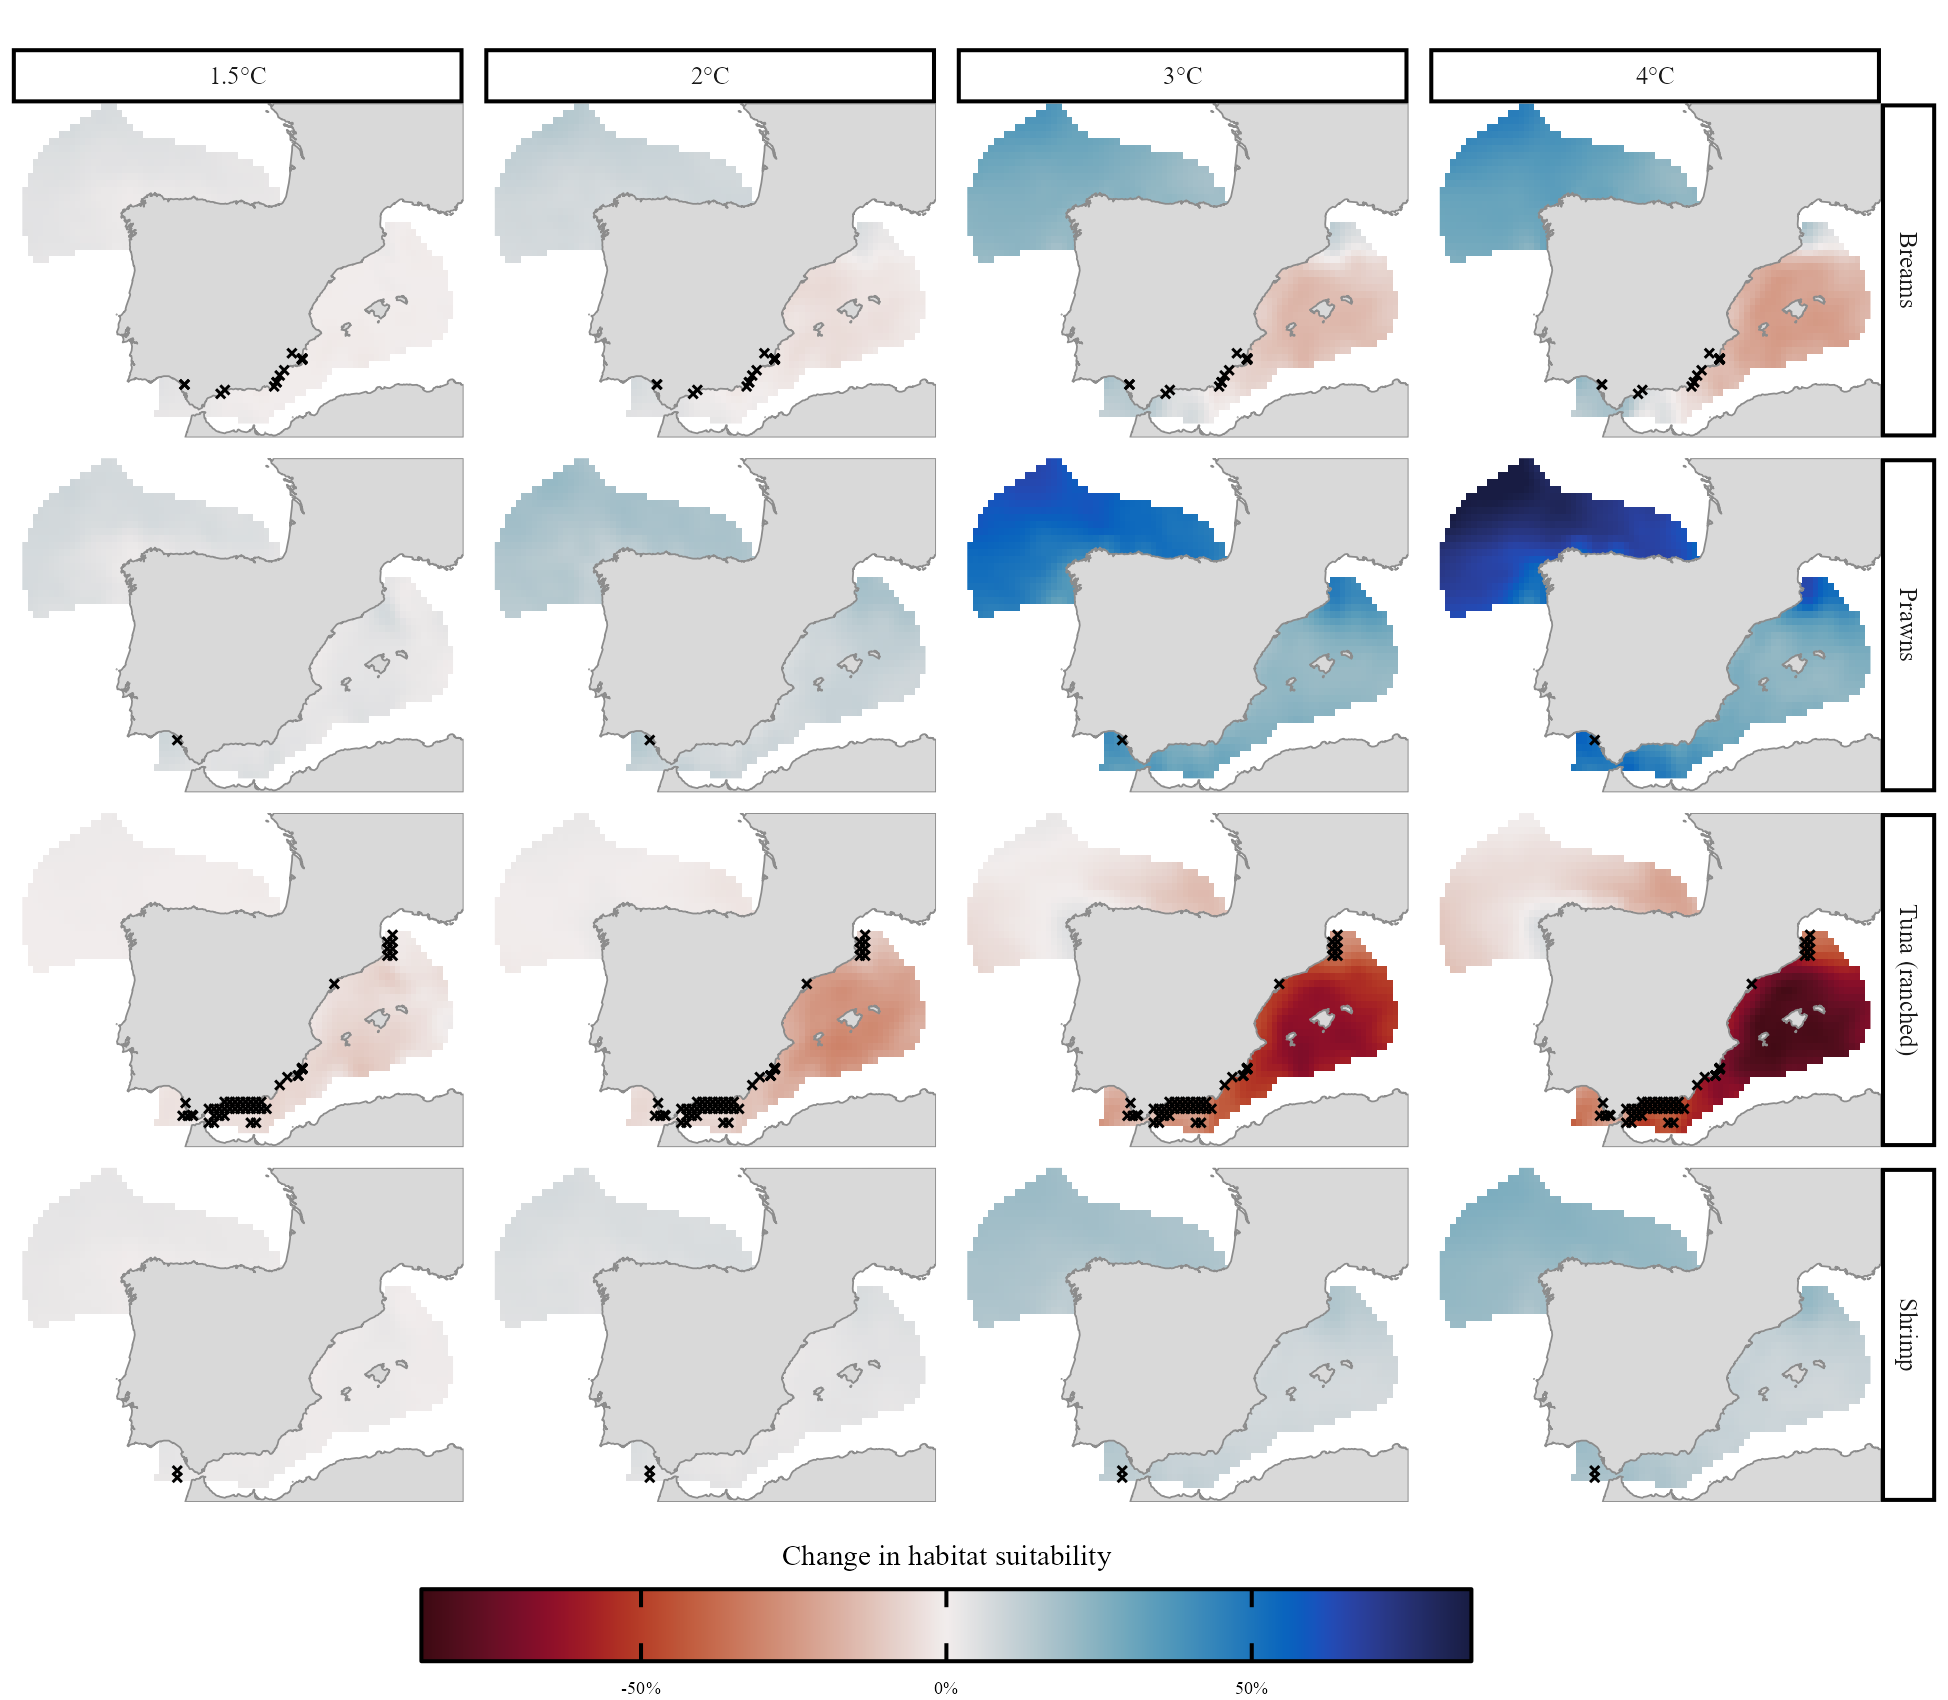 1.5°C
2°C
3°C
4°C
Breams
Prawns
Tuna (ranched)
Shrimp
Change in habitat suitability
-50%
0%
50%